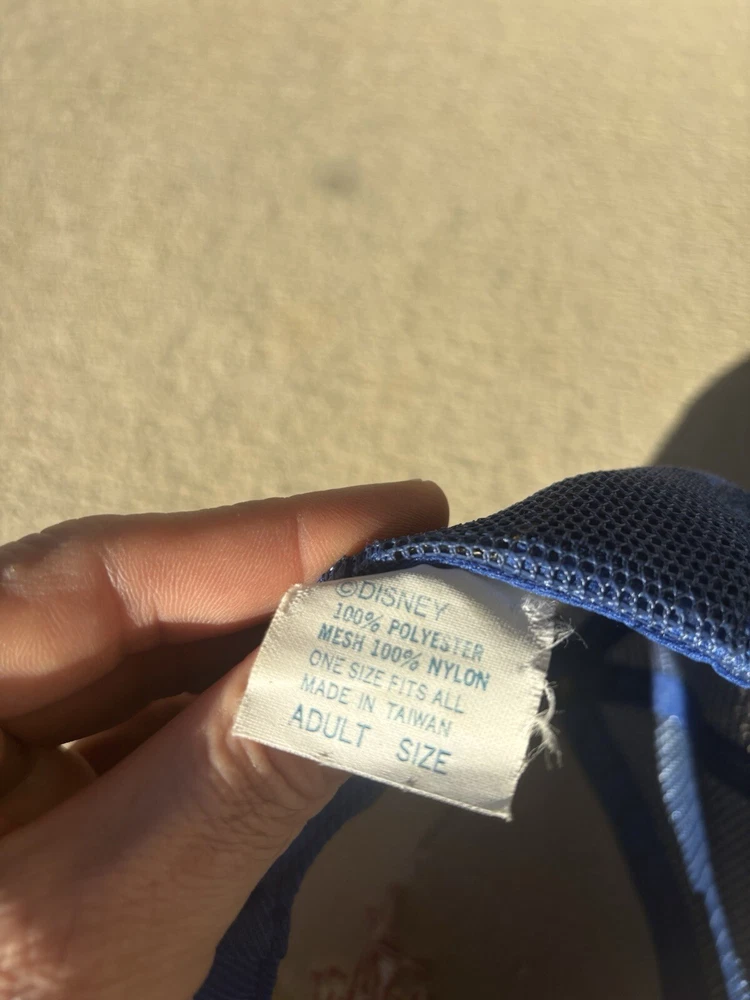 ©DISNEY
100% POLYESTER
MESH 100% NYLON
ONE SIZE FITS ALL
MADE IN TAIWAN
ADULT SIZE